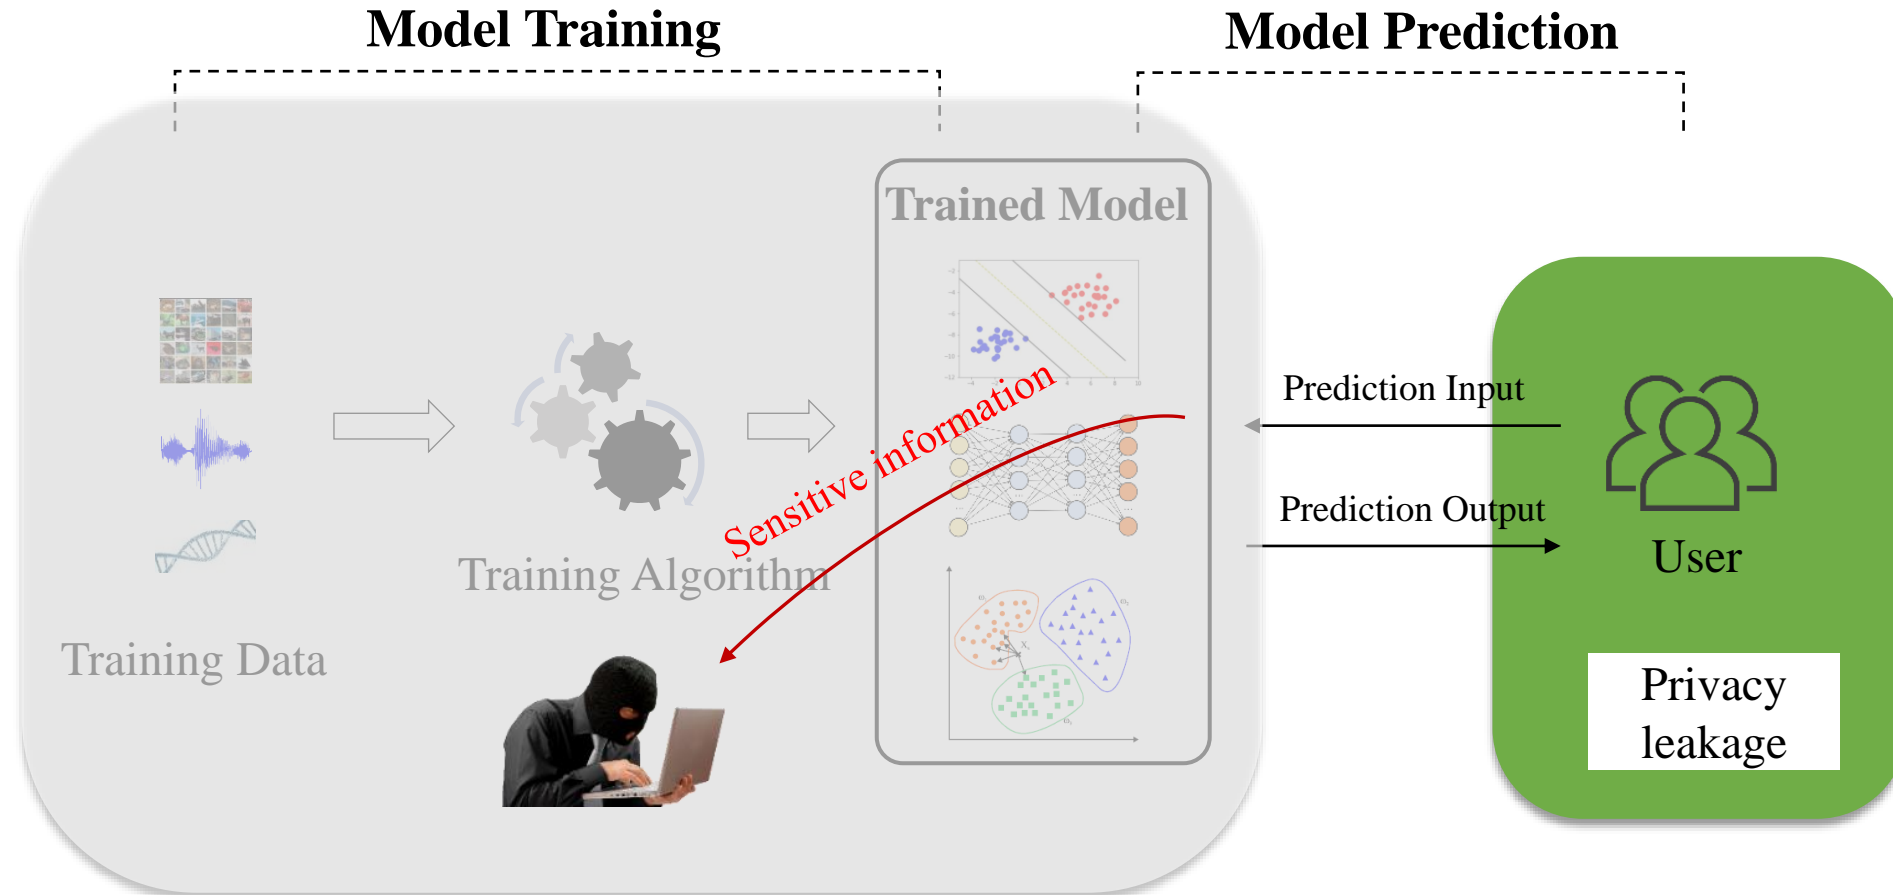 Model Training
Model Prediction
Trained Model
Sensitive information
Prediction Input
Prediction Output
User
Training Algorithm
Training Data
Privacy
leakage